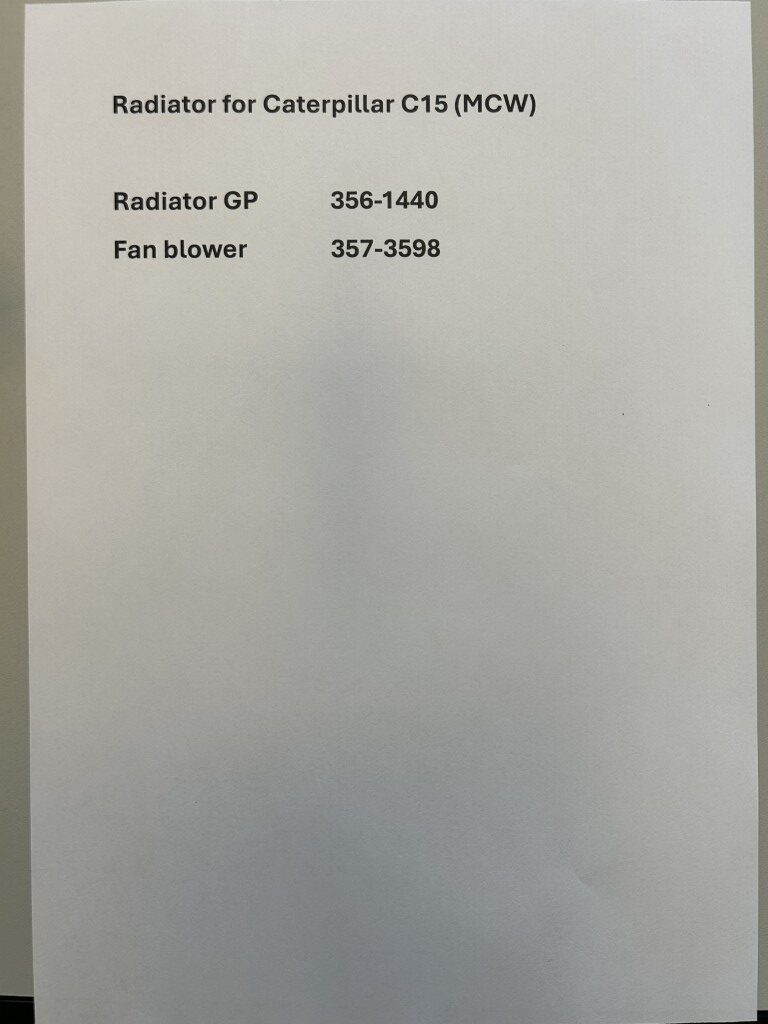 Radiator for Caterpillar C15 (MCW)
Radiator GP 356-1440
Fan blower 357-3598